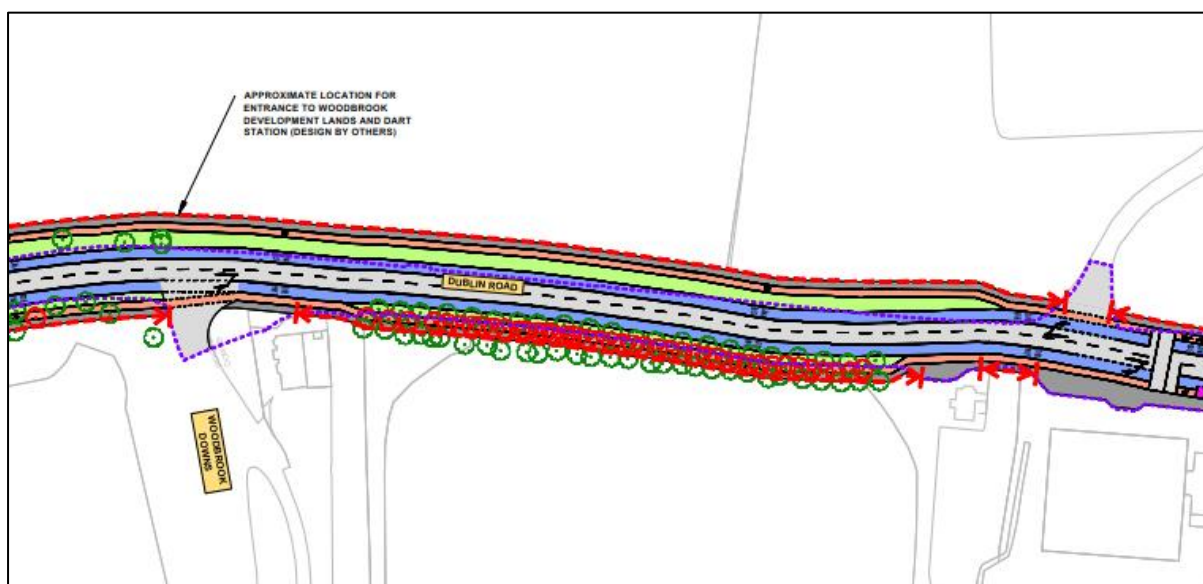 APPROXIMATE LOCATION FOR
ENTRANCE TO WOODBROOK
DEVELOPMENT LANDS AND DART
STATION (DESIGN BY OTHERS)
DUBLIN ROAD
WOODBROOK
DOWNS